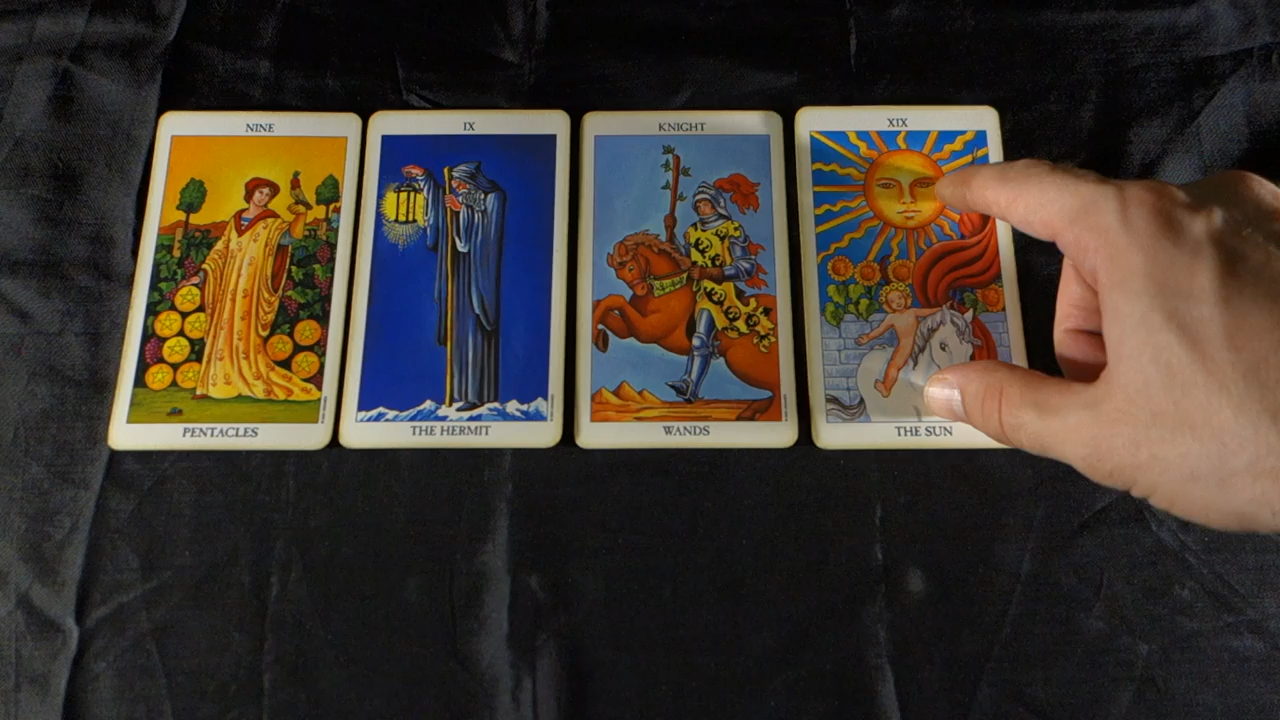 NINE
PENTACLES
IX
THE HERMIT
KNIGHT
WANDS
XIX
THE SUN